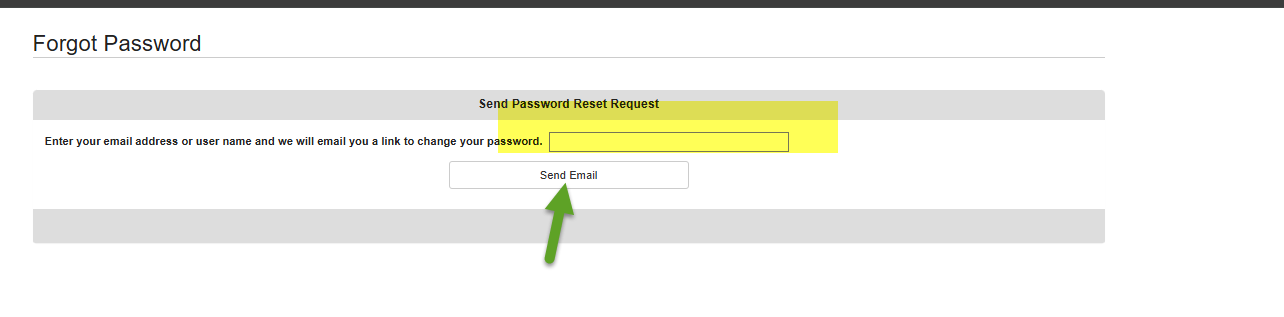 Forgot Password
Send Password Reset Request
Enter your email address or user name and we will email you a link to change your password.
Send Email